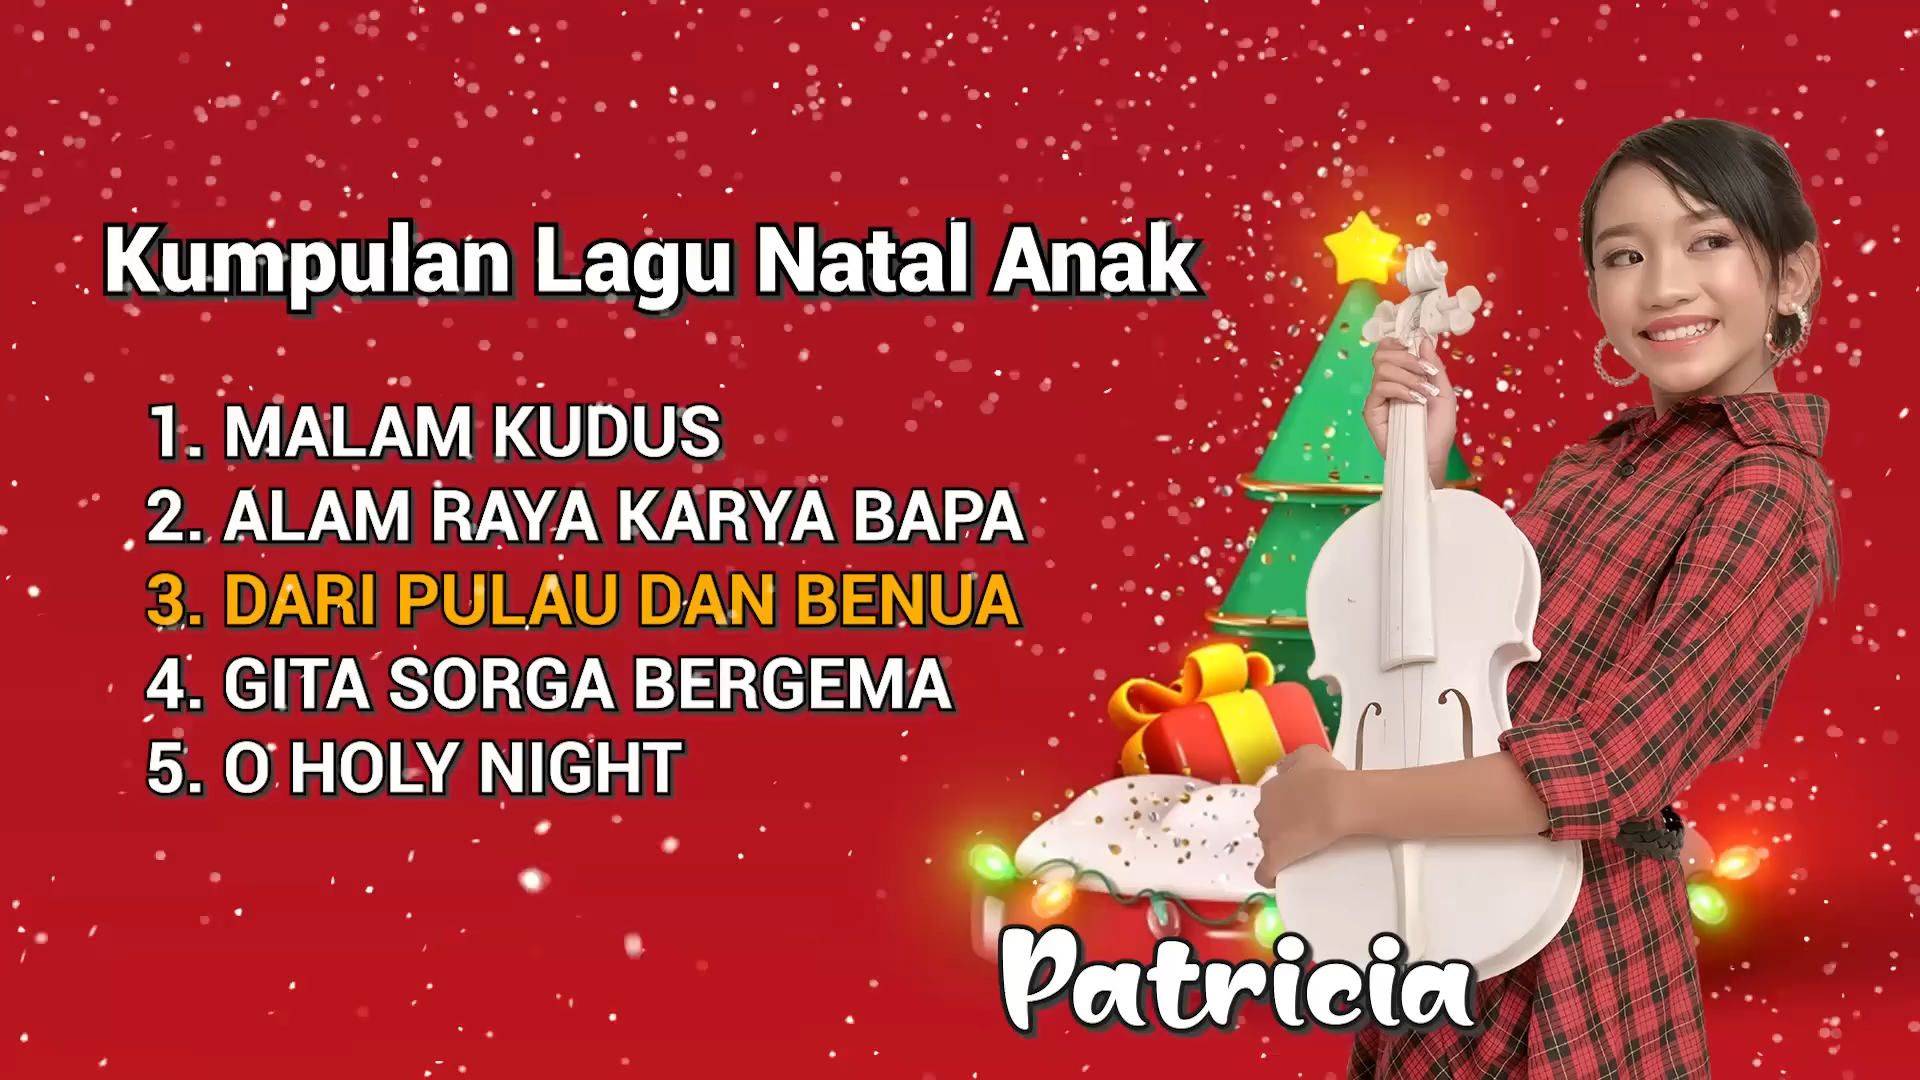 Kumpulan Lagu Natal Anak
1. MALAM KUDUS
2. ALAM RAYA KARYA BAPA
3. DARI PULAU DAN BENUA
4. GITA SORGA BERGEMA
5. O HOLY NIGHT
Patricia